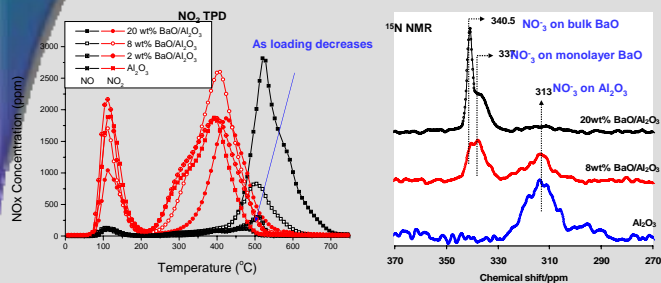 NO₂ TPD
20 wt% BaO/Al₂O₃
8 wt% BaO/Al₂O₃
2 wt% BaO/Al₂O₃
Al₂O₃
NO NO₂
As loading decreases
NOx Concentration (ppm)
3000
2500
2000
1500
1000
500
0
0 100 200 300 400 500 600 700
Temperature (°C)
¹⁵N NMR
340.5 NO⁻₃ on bulk BaO
337 NO⁻₃ on monolayer BaO
NO⁻₃ on Al₂O₃
313
20wt% BaO/Al₂O₃
8wt% BaO/Al₂O₃
Al₂O₃
370 350 330 310 290 270
Chemical shift/ppm